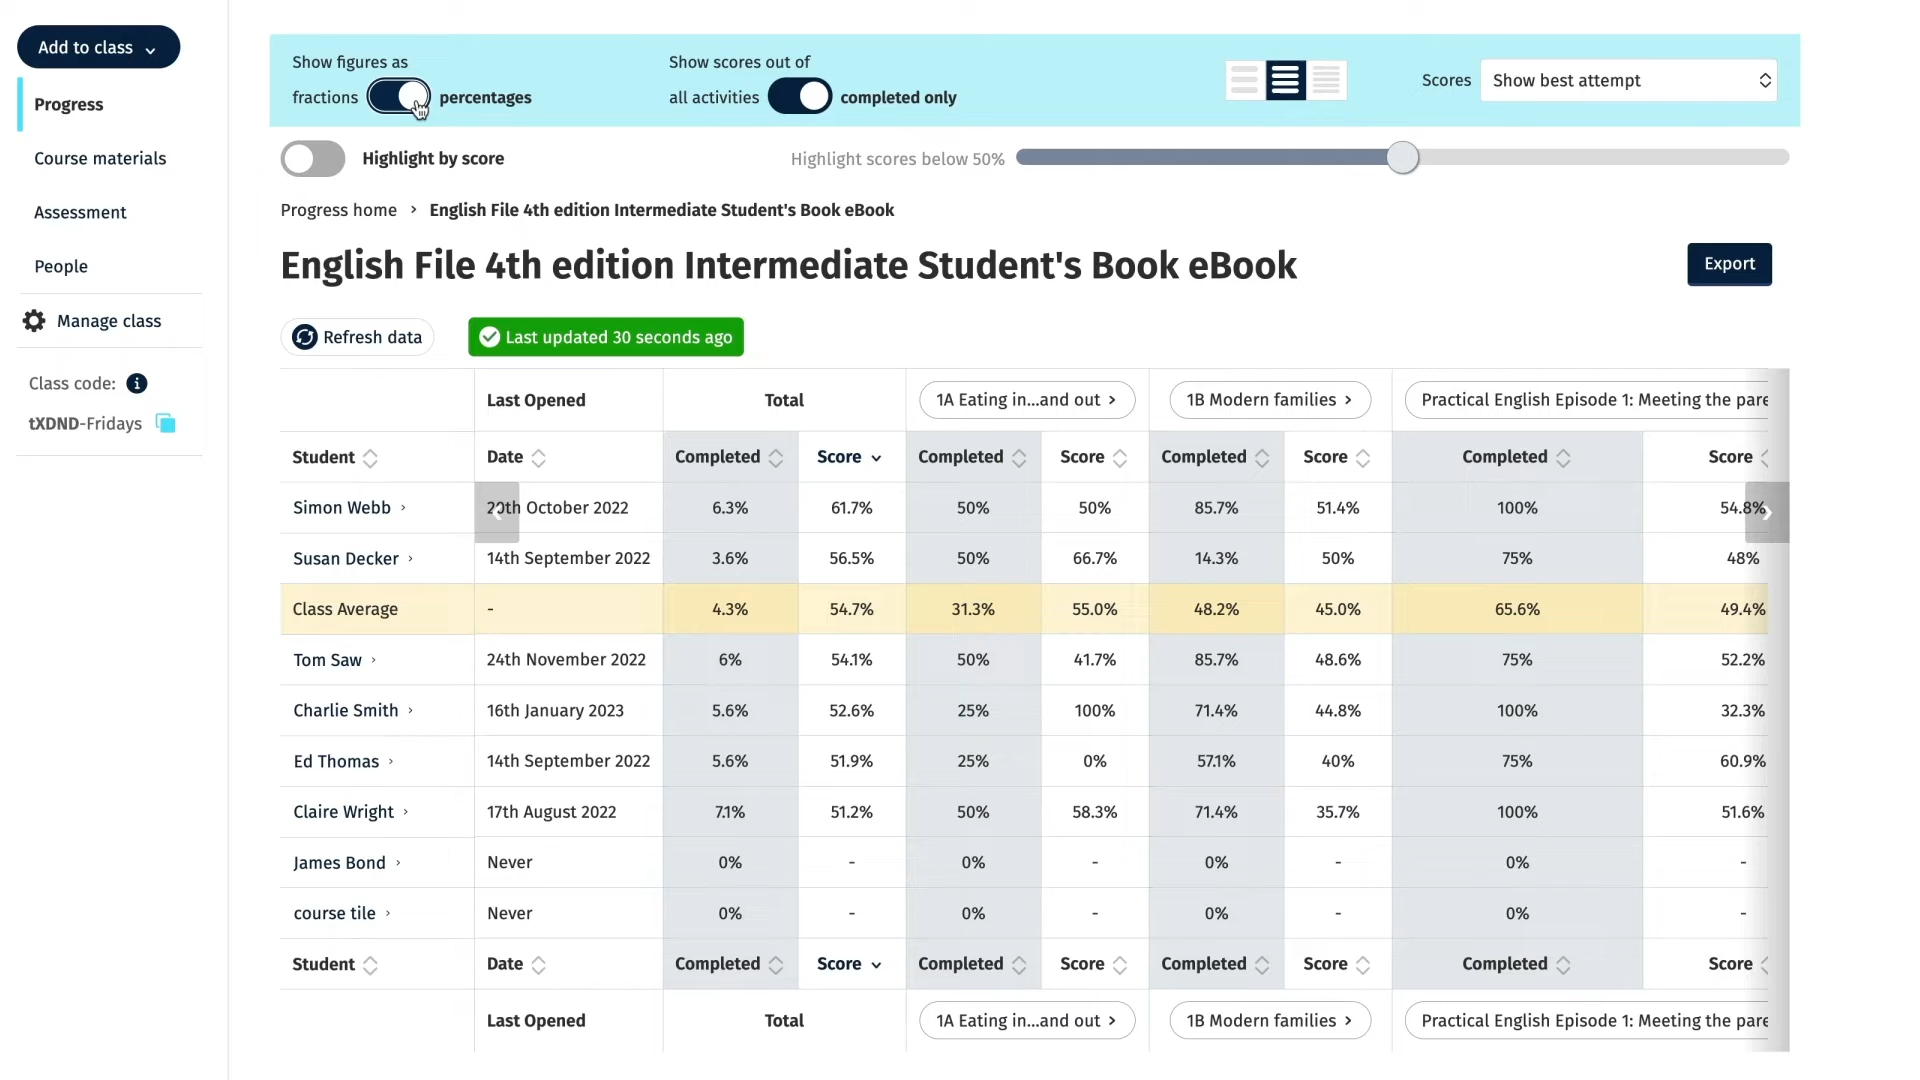 Add to class
Progress
Course materials
Assessment
People
Manage class
Class code:
tXDND-Fridays
Show figures as
fractions percentages
Show scores out of
all activities completed only
Scores Show best attempt
Highlight by score
Highlight scores below 50%
Progress home › English File 4th edition Intermediate Student's Book eBook
English File 4th edition Intermediate Student's Book eBook
Export
Refresh data
Last updated 30 seconds ago
Last Opened Total 1A Eating in...and out › 1B Modern families › Practical English Episode 1: Meeting the pare
Student Date Completed Score Completed Score Completed Score Completed Score
Simon Webb › 20th October 2022 6.3% 61.7% 50% 50% 85.7% 51.4% 100% 54.8%
Susan Decker › 14th September 2022 3.6% 56.5% 50% 66.7% 14.3% 50% 75% 48%
Class Average - 4.3% 54.7% 31.3% 55.0% 48.2% 45.0% 65.6% 49.4%
Tom Saw › 24th November 2022 6% 54.1% 50% 41.7% 85.7% 48.6% 75% 52.2%
Charlie Smith › 16th January 2023 5.6% 52.6% 25% 100% 71.4% 44.8% 100% 32.3%
Ed Thomas › 14th September 2022 5.6% 51.9% 25% 0% 57.1% 40% 75% 60.9%
Claire Wright › 17th August 2022 7.1% 51.2% 50% 58.3% 71.4% 35.7% 100% 51.6%
James Bond › Never 0% - 0% - 0% - 0% -
course tile › Never 0% - 0% - 0% - 0% -
Student Date Completed Score Completed Score Completed Score Completed Score
Last Opened Total 1A Eating in...and out › 1B Modern families › Practical English Episode 1: Meeting the pare